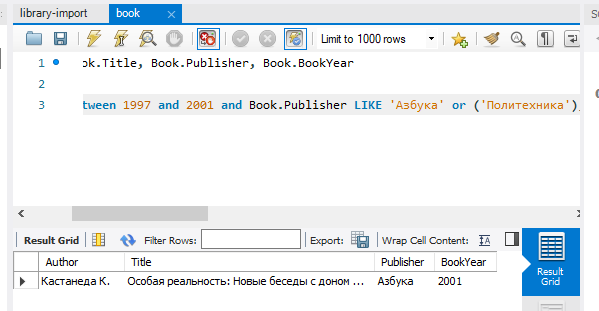 library-import book
Limit to 1000 rows
1 ok.Title, Book.Publisher, Book.BookYear
2
3 tween 1997 and 2001 and Book.Publisher LIKE 'Азбука' or ('Политехника')
Result Grid Filter Rows: Export: Wrap Cell Content:
Author Title Publisher BookYear
Кастанеда К. Особая реальность: Новые беседы с доном ... Азбука 2001
Result
Grid